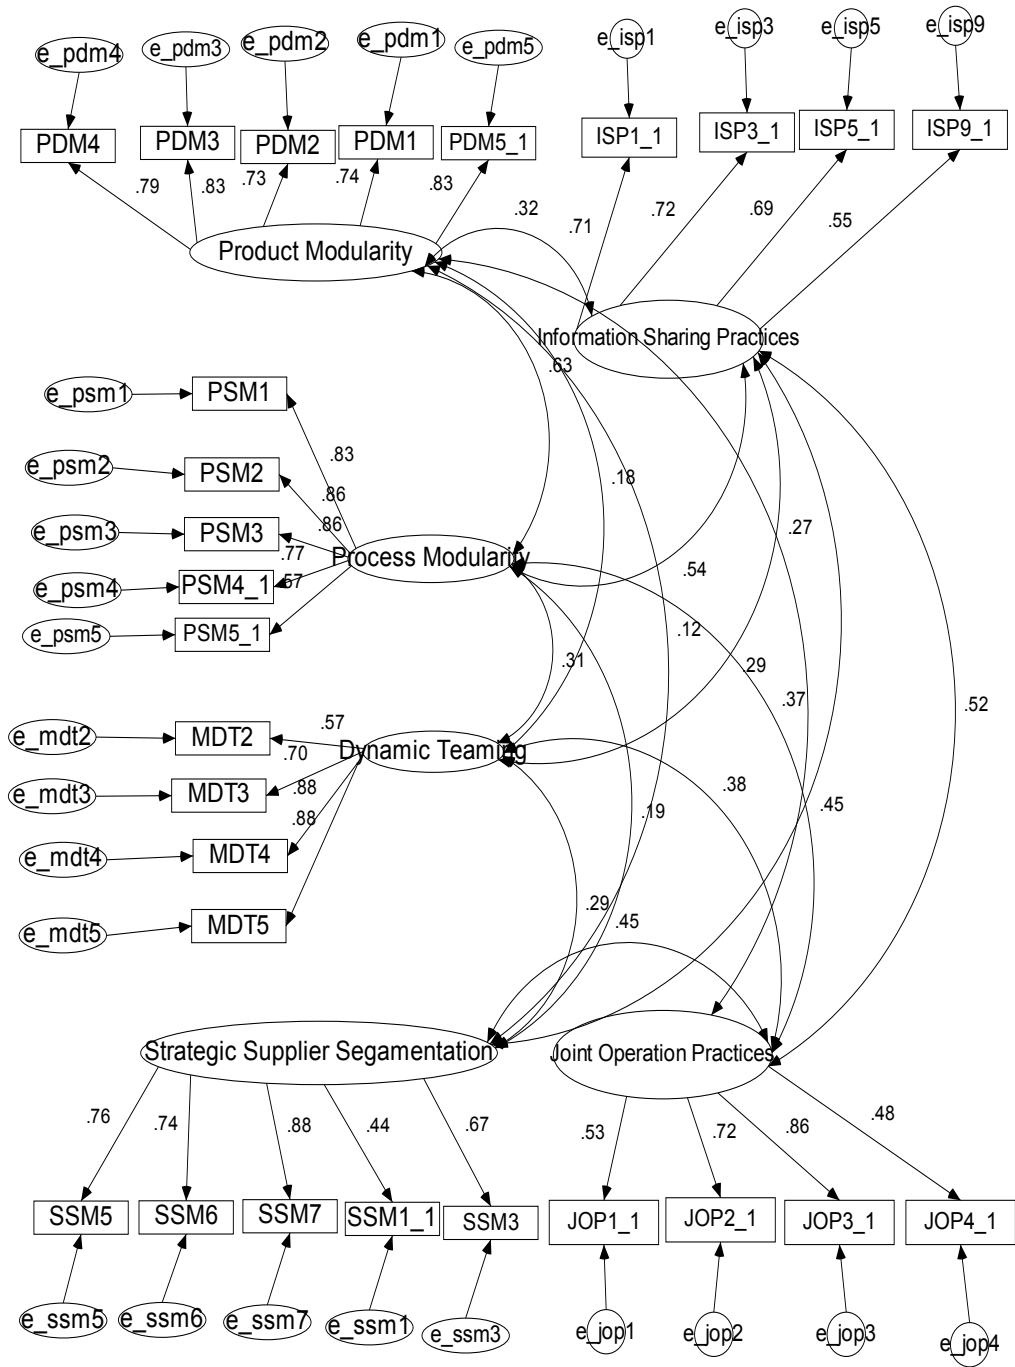 e_pdm4
e_pdm3
e_pdm2
e_pdm1
e_pdm5
e_isp1
e_isp3
e_isp5
e_isp9
PDM4
PDM3
PDM2
PDM1
PDM5_1
ISP1_1
ISP3_1
ISP5_1
ISP9_1
.79
.83
.73
.74
.83
.32
.71
.72
.69
.55
Product Modularity
Information Sharing Practices
.63
e_psm1
PSM1
.83
e_psm2
PSM2
.86
.18
e_psm3
PSM3
.86
.27
.77
Process Modularity
e_psm4
PSM4_1
.57
.54
e_psm5
PSM5_1
.12
.31
.29
.37
.52
e_mdt2
MDT2
.57
.70
Dynamic Teaming
e_mdt3
MDT3
.88
.38
.88
.19
.45
e_mdt4
MDT4
e_mdt5
MDT5
.29
.45
Strategic Supplier Segamentation
Joint Operation Practices
.76
.74
.88
.44
.67
.53
.72
.86
.48
SSM5
SSM6
SSM7
SSM1_1
SSM3
JOP1_1
JOP2_1
JOP3_1
JOP4_1
e_ssm5
e_ssm6
e_ssm7
e_ssm1
e_ssm3
e_jop1
e_jop2
e_jop3
e_jop4